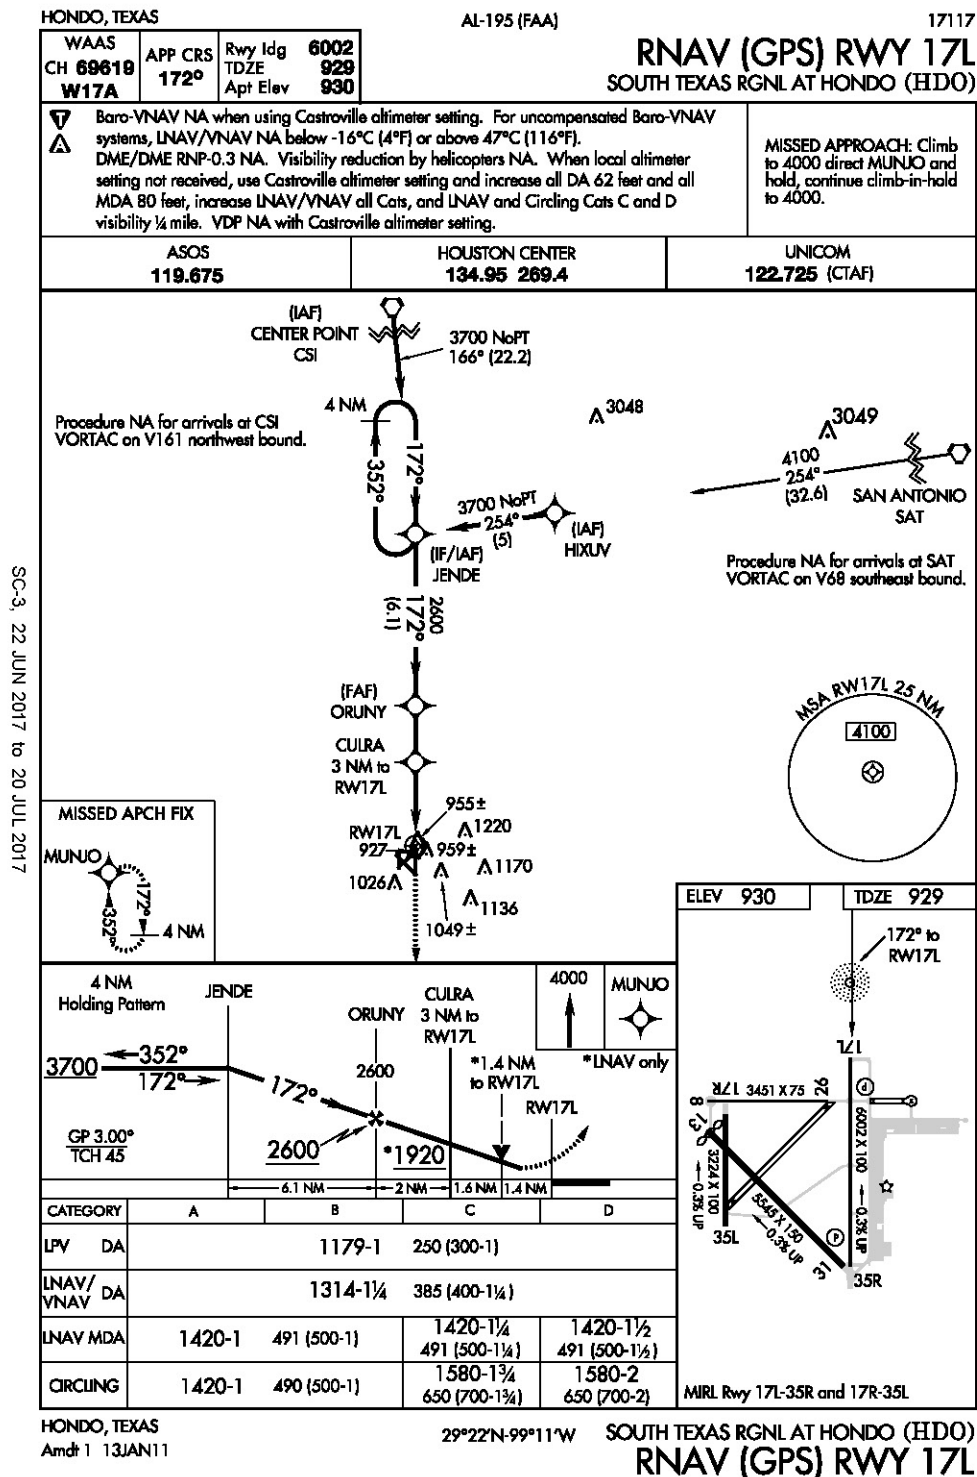 HONDO, TEXAS
AL-195 (FAA)
17117
WAAS
CH 69619
W17A
APP CRS
172°
Rwy ldg 6002
TDZE 929
Apt Elev 930
RNAV (GPS) RWY 17L
SOUTH TEXAS RGNL AT HONDO (HDO)
T
A
Baro-VNAV NA when using Castroville altimeter setting. For uncompensated Baro-VNAV
systems, LNAV/VNAV NA below -16°C (4°F) or above 47°C (116°F).
DME/DME RNP-0.3 NA. Visibility reduction by helicopters NA. When local altimeter
setting not received, use Castroville altimeter setting and increase all DA 62 feet and all
MDA 80 feet, increase LNAV/VNAV all Cats, and LNAV and Circling Cats C and D
visibility ¼ mile. VDP NA with Castroville altimeter setting.
MISSED APPROACH: Climb
to 4000 direct MUNJO and
hold, continue climb-in-hold
to 4000.
ASOS
119.675
HOUSTON CENTER
134.95 269.4
UNICOM
122.725 (CTAF)
(IAF)
CENTER POINT
CSI
3700 NoPT
166° (22.2)
4 NM
Procedure NA for arrivals at CSI
VORTAC on V161 northwest bound.
352°
172°
3048
3049
4100
254°
(32.6)
SAN ANTONIO
SAT
3700 NoPT
254°
(5)
(IAF)
HIXUV
(IF/IAF)
JENDE
Procedure NA for arrivals at SAT
VORTAC on V68 southeast bound.
2600
172°
(6.1)
(FAF)
ORUNY
CULRA
3 NM to
RW17L
MSA RW17L 25 NM
4100
SC-3, 22 JUN 2017 to 20 JUL 2017
MISSED APCH FIX
MUNJO
172°
352°
4 NM
955±
1220
RW17L
927
959±
1170
1026
1136
1049±
ELEV 930
TDZE 929
172° to
RW17L
17L
17R 3451 X 75
26
8
P
13
6002 X 100
0.3% UP
3224 X 100
0.3% UP
5545 X 150
0.3% UP
P
35L
31
35R
MIRL Rwy 17L-35R and 17R-35L
4 NM
Holding Pattern
JENDE
ORUNY
CULRA
3 NM to
RW17L
4000
MUNJO
*LNAV only
3700
352°
172°
172°
2600
*1.4 NM
to RW17L
RW17L
GP 3.00°
TCH 45
2600
*1920
6.1 NM
2 NM
1.6 NM
1.4 NM
CATEGORY A B C D
LPV DA 1179-1 250 (300-1)
LNAV/
VNAV DA 1314-1¼ 385 (400-1¼)
LNAV MDA 1420-1 491 (500-1) 1420-1¼ 1420-1½
491 (500-1¼) 491 (500-1½)
CIRCLING 1420-1 490 (500-1) 1580-1¾ 1580-2
650 (700-1¾) 650 (700-2)
HONDO, TEXAS
Amdt 1 13JAN11
29°22'N-99°11'W
SOUTH TEXAS RGNL AT HONDO (HDO)
RNAV (GPS) RWY 17L